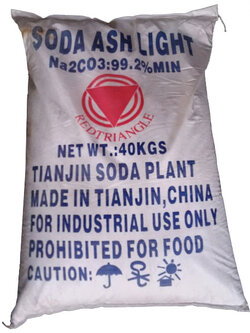 SODA ASH LIGHT
Na2CO3:99.2%MIN
REDTRIANGLE
NET WT.:40KGS
TIANJIN SODA PLANT
MADE IN TIANJIN,CHINA
FOR INDUSTRIAL USE ONLY
PROHIBITED FOR FOOD
CAUTION: